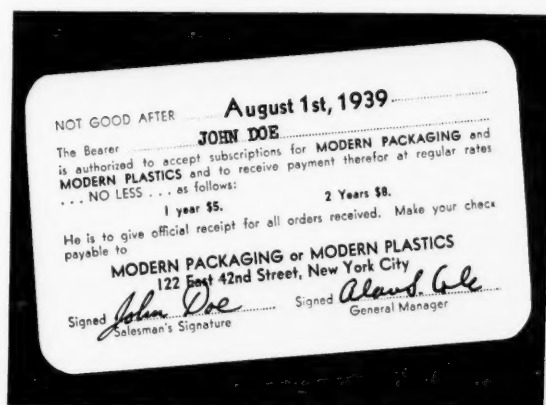 NOT GOOD AFTER ........ August 1st, 1939 ........
The Bearer ........ JOHN DOE ........
is authorized to accept subscriptions for MODERN PACKAGING and
MODERN PLASTICS and to receive payment therefor at regular rates
. . . NO LESS . . . as follows:
1 year $5. 2 Years $8.
He is to give official receipt for all orders received. Make your check
payable to
MODERN PACKAGING or MODERN PLASTICS
122 East 42nd Street, New York City
Signed John Doe Signed Alan S. Cole
Salesman's Signature General Manager